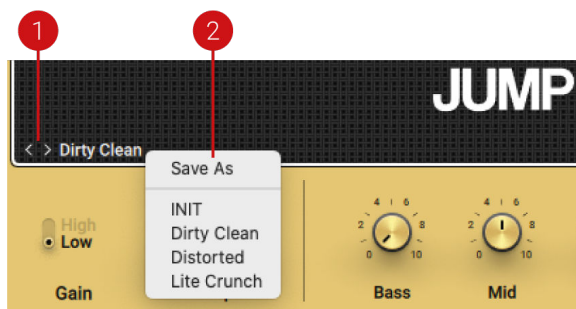 1
2
JUMP
< > Dirty Clean
Save As
INIT
Dirty Clean
Distorted
Lite Crunch
High
Low
Gain
0 2 4 6 8 10
Bass
0 2 4 6 8 10
Mid